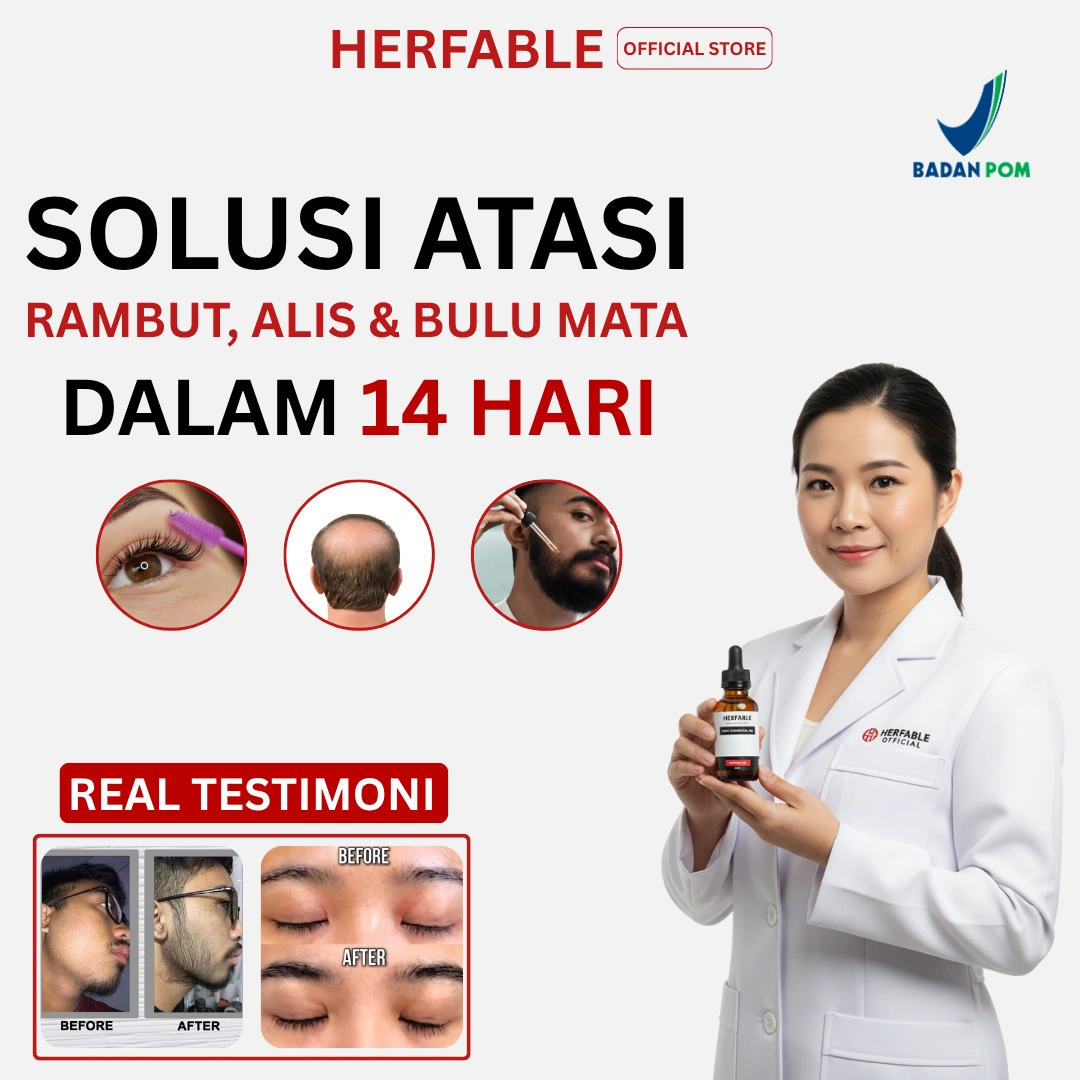 HERFABLE OFFICIAL STORE
BADAN POM
SOLUSI ATASI
RAMBUT, ALIS & BULU MATA
DALAM 14 HARI
HERFABLE
HERFABLE
OFFICIAL
REAL TESTIMONI
BEFORE
AFTER
BEFORE
AFTER